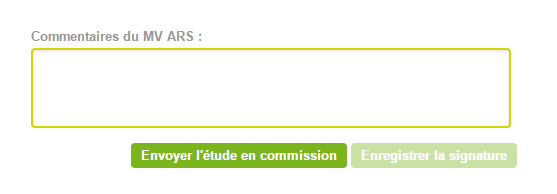 Commentaires du MV ARS :
Envoyer l'étude en commission Enregistrer la signature